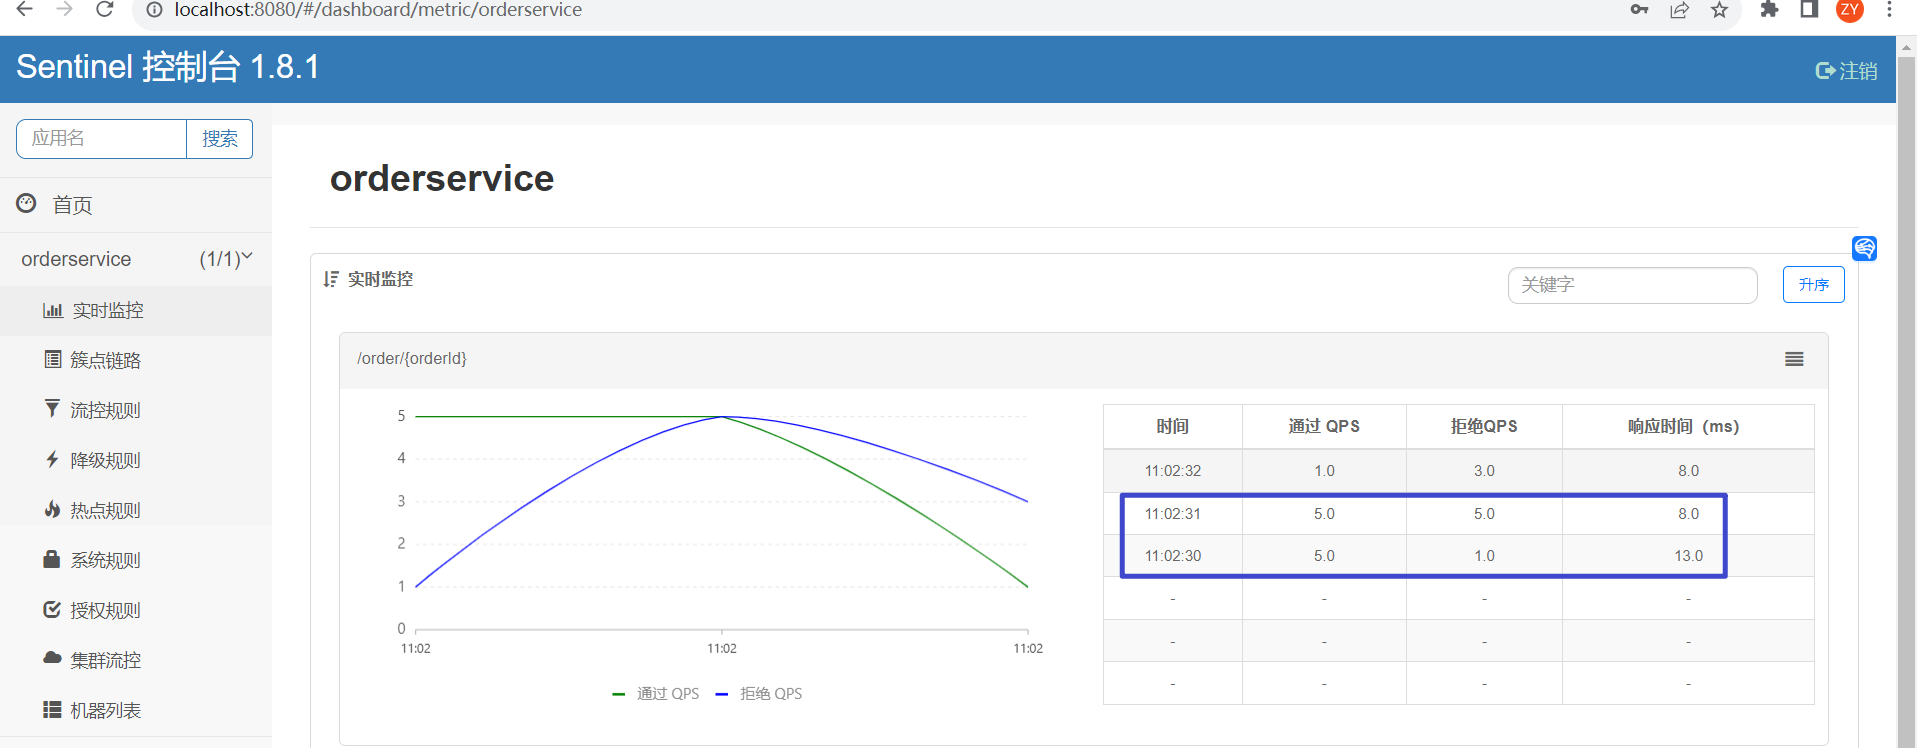 localhost:8080/#/dashboard/metric/orderservice
ZY
Sentinel 控制台 1.8.1
注销
应用名
搜索
首页
orderservice (1/1)
实时监控
簇点链路
流控规则
降级规则
热点规则
系统规则
授权规则
集群流控
机器列表
orderservice
实时监控
关键字
升序
/order/{orderId}
5
4
3
2
1
0
11:02 11:02 11:02
通过 QPS 拒绝 QPS
时间 通过 QPS 拒绝QPS 响应时间（ms）
11:02:32 1.0 3.0 8.0
11:02:31 5.0 5.0 8.0
11:02:30 5.0 1.0 13.0
- - - -
- - - -
- - - -